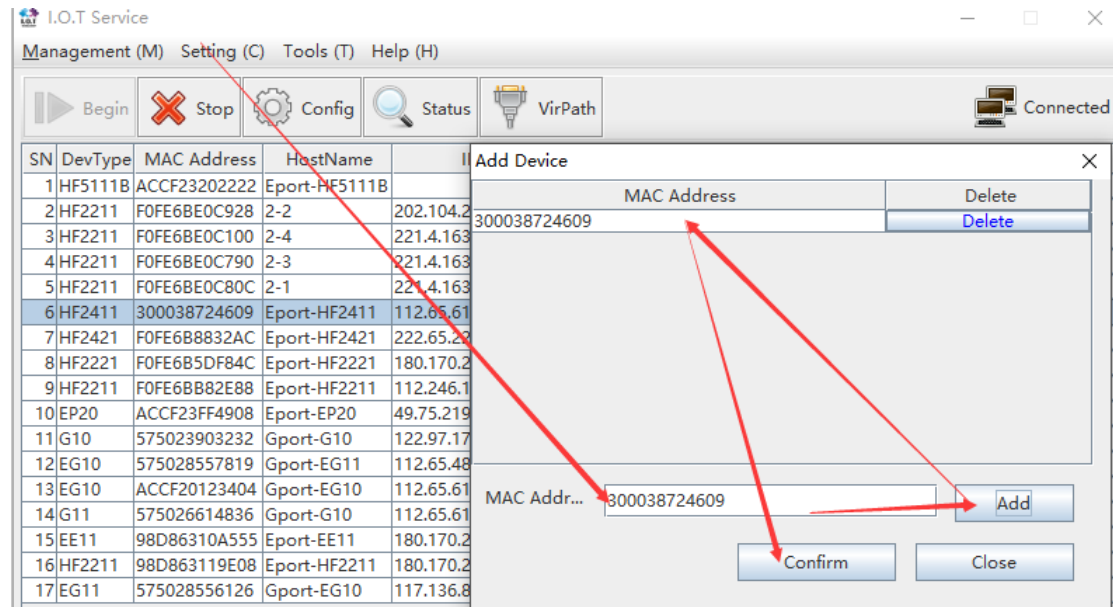 I.O.T Service
Management (M) Setting (C) Tools (T) Help (H)
Begin Stop Config Status VirPath Connected
SN DevType MAC Address HostName
Add Device
MAC Address Delete
300038724609 Delete
1 HF5111B ACCF23202222 Eport-HF5111B
2 HF2211 F0FE6BE0C928 2-2 202.104.2
3 HF2211 F0FE6BE0C100 2-4 221.4.163
4 HF2211 F0FE6BE0C790 2-3 221.4.163
5 HF2211 F0FE6BE0C80C 2-1 221.4.163
6 HF2411 300038724609 Eport-HF2411 112.65.61
7 HF2421 F0FE6B8832AC Eport-HF2421 222.65.22
8 HF2221 F0FE6B5DF84C Eport-HF2221 180.170.2
9 HF2211 F0FE6BB82E88 Eport-HF2211 112.246.1
10 EP20 ACCF23FF4908 Eport-EP20 49.75.219
11 G10 575023903232 Gport-G10 122.97.17
12 EG10 575028557819 Gport-EG11 112.65.48
13 EG10 ACCF20123404 Gport-EG10 112.65.61
14 G11 575026614836 Gport-G10 112.65.61
15 EE11 98D86310A555 Eport-EE11 180.170.2
16 HF2211 98D863119E08 Eport-HF2211 180.170.2
17 EG11 575028556126 Gport-EG10 117.136.8
MAC Addr... 300038724609 Add
Confirm Close